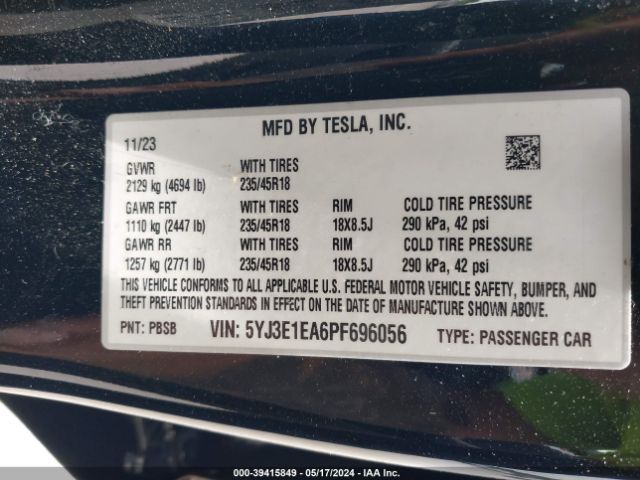 MFD BY TESLA, INC.
11/23
GVWR WITH TIRES
2129 kg (4694 lb) 235/45R18
GAWR FRT WITH TIRES RIM COLD TIRE PRESSURE
1110 kg (2447 lb) 235/45R18 18X8.5J 290 kPa, 42 psi
GAWR RR WITH TIRES RIM COLD TIRE PRESSURE
1257 kg (2771 lb) 235/45R18 18X8.5J 290 kPa, 42 psi
THIS VEHICLE CONFORMS TO ALL APPLICABLE U.S. FEDERAL MOTOR VEHICLE SAFETY, BUMPER, AND
THEFT PREVENTION STANDARDS IN EFFECT ON THE DATE OF MANUFACTURE SHOWN ABOVE.
PNT: PBSB VIN: 5YJ3E1EA6PF696056 TYPE: PASSENGER CAR
000-39415849 - 05/17/2024 - IAA Inc.